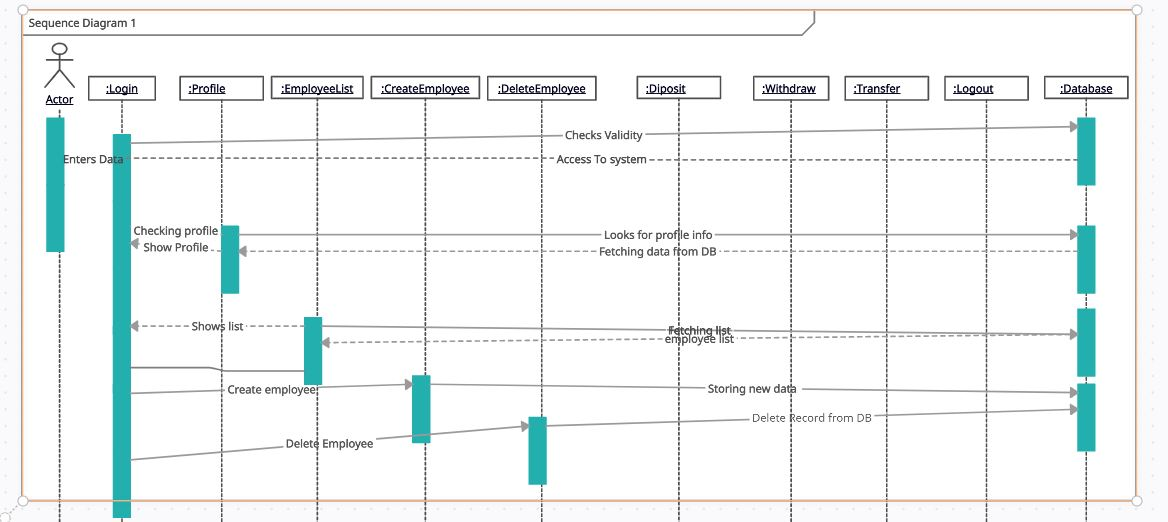 Sequence Diagram 1
Actor
:Login
:Profile
:EmployeeList
:CreateEmployee
:DeleteEmployee
:Diposit
:Withdraw
:Transfer
:Logout
:Database
Checks Validity
Enters Data
Access To system
Checking profile
Looks for profile info
Show Profile
Fetching data from DB
Shows list
Fetching list
employee list
Create employee
Storing new data
Delete Record from DB
Delete Employee